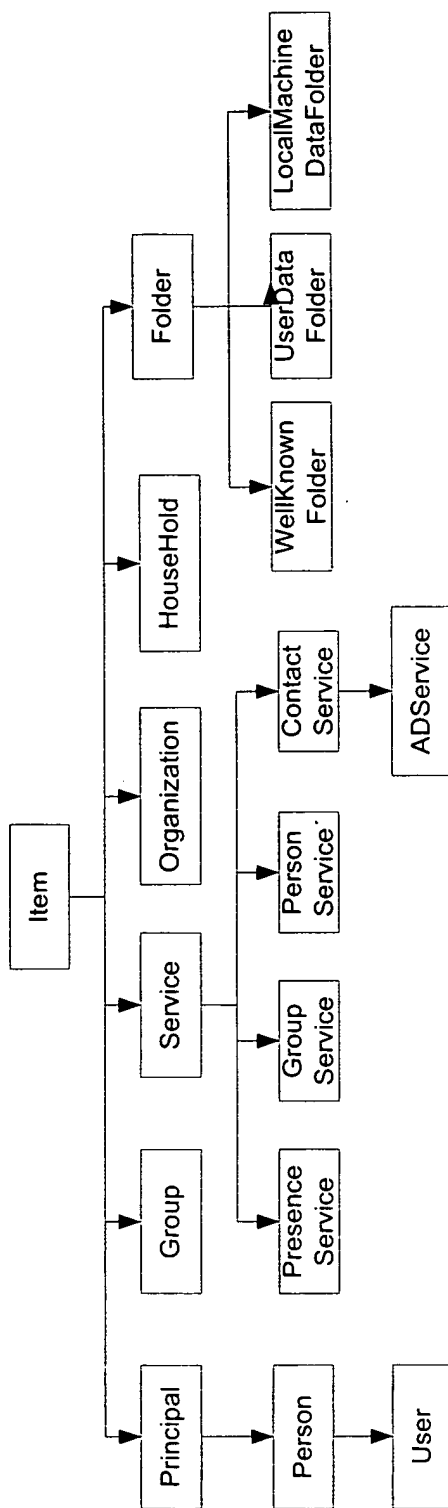 Item
Principal
Group
Service
Organization
HouseHold
Folder
Person
Presence
Service
Group
Service
Person
Service
Contact
Service
WellKnown
Folder
UserData
Folder
LocalMachine
DataFolder
User
ADService